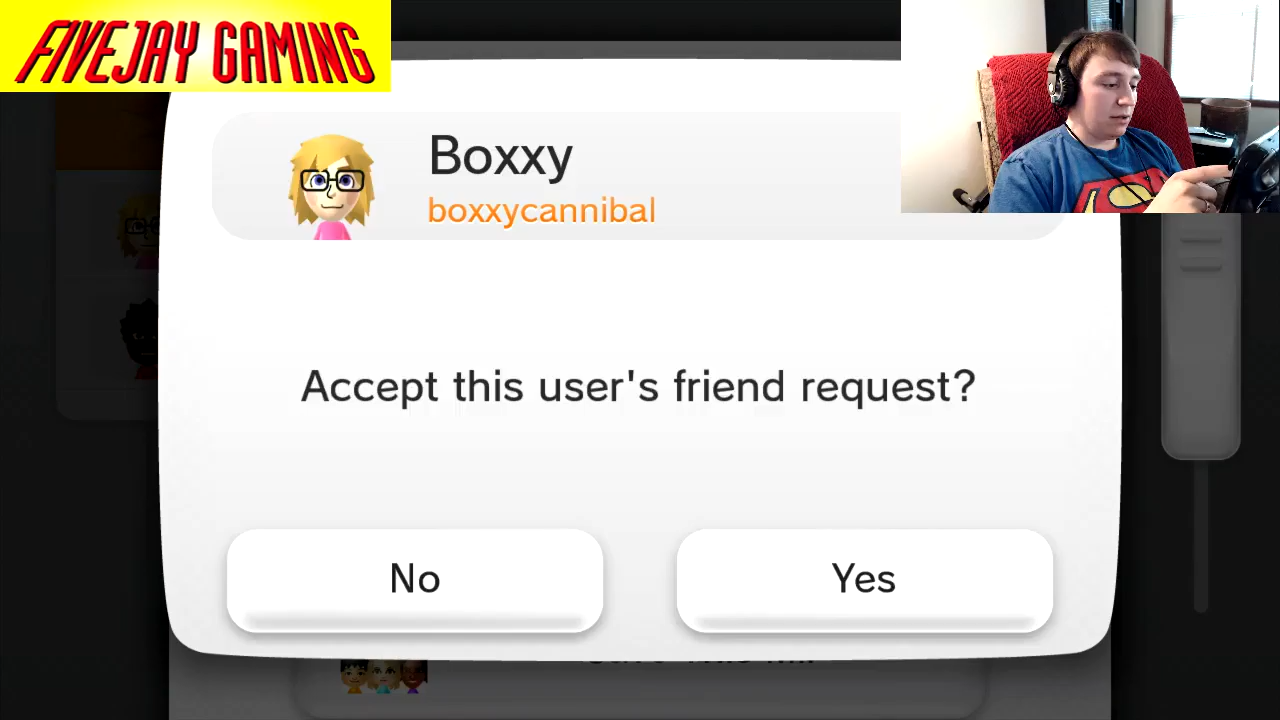 FIVEJAY GAMING
Boxxy
boxxycannibal
Accept this user's friend request?
No
Yes